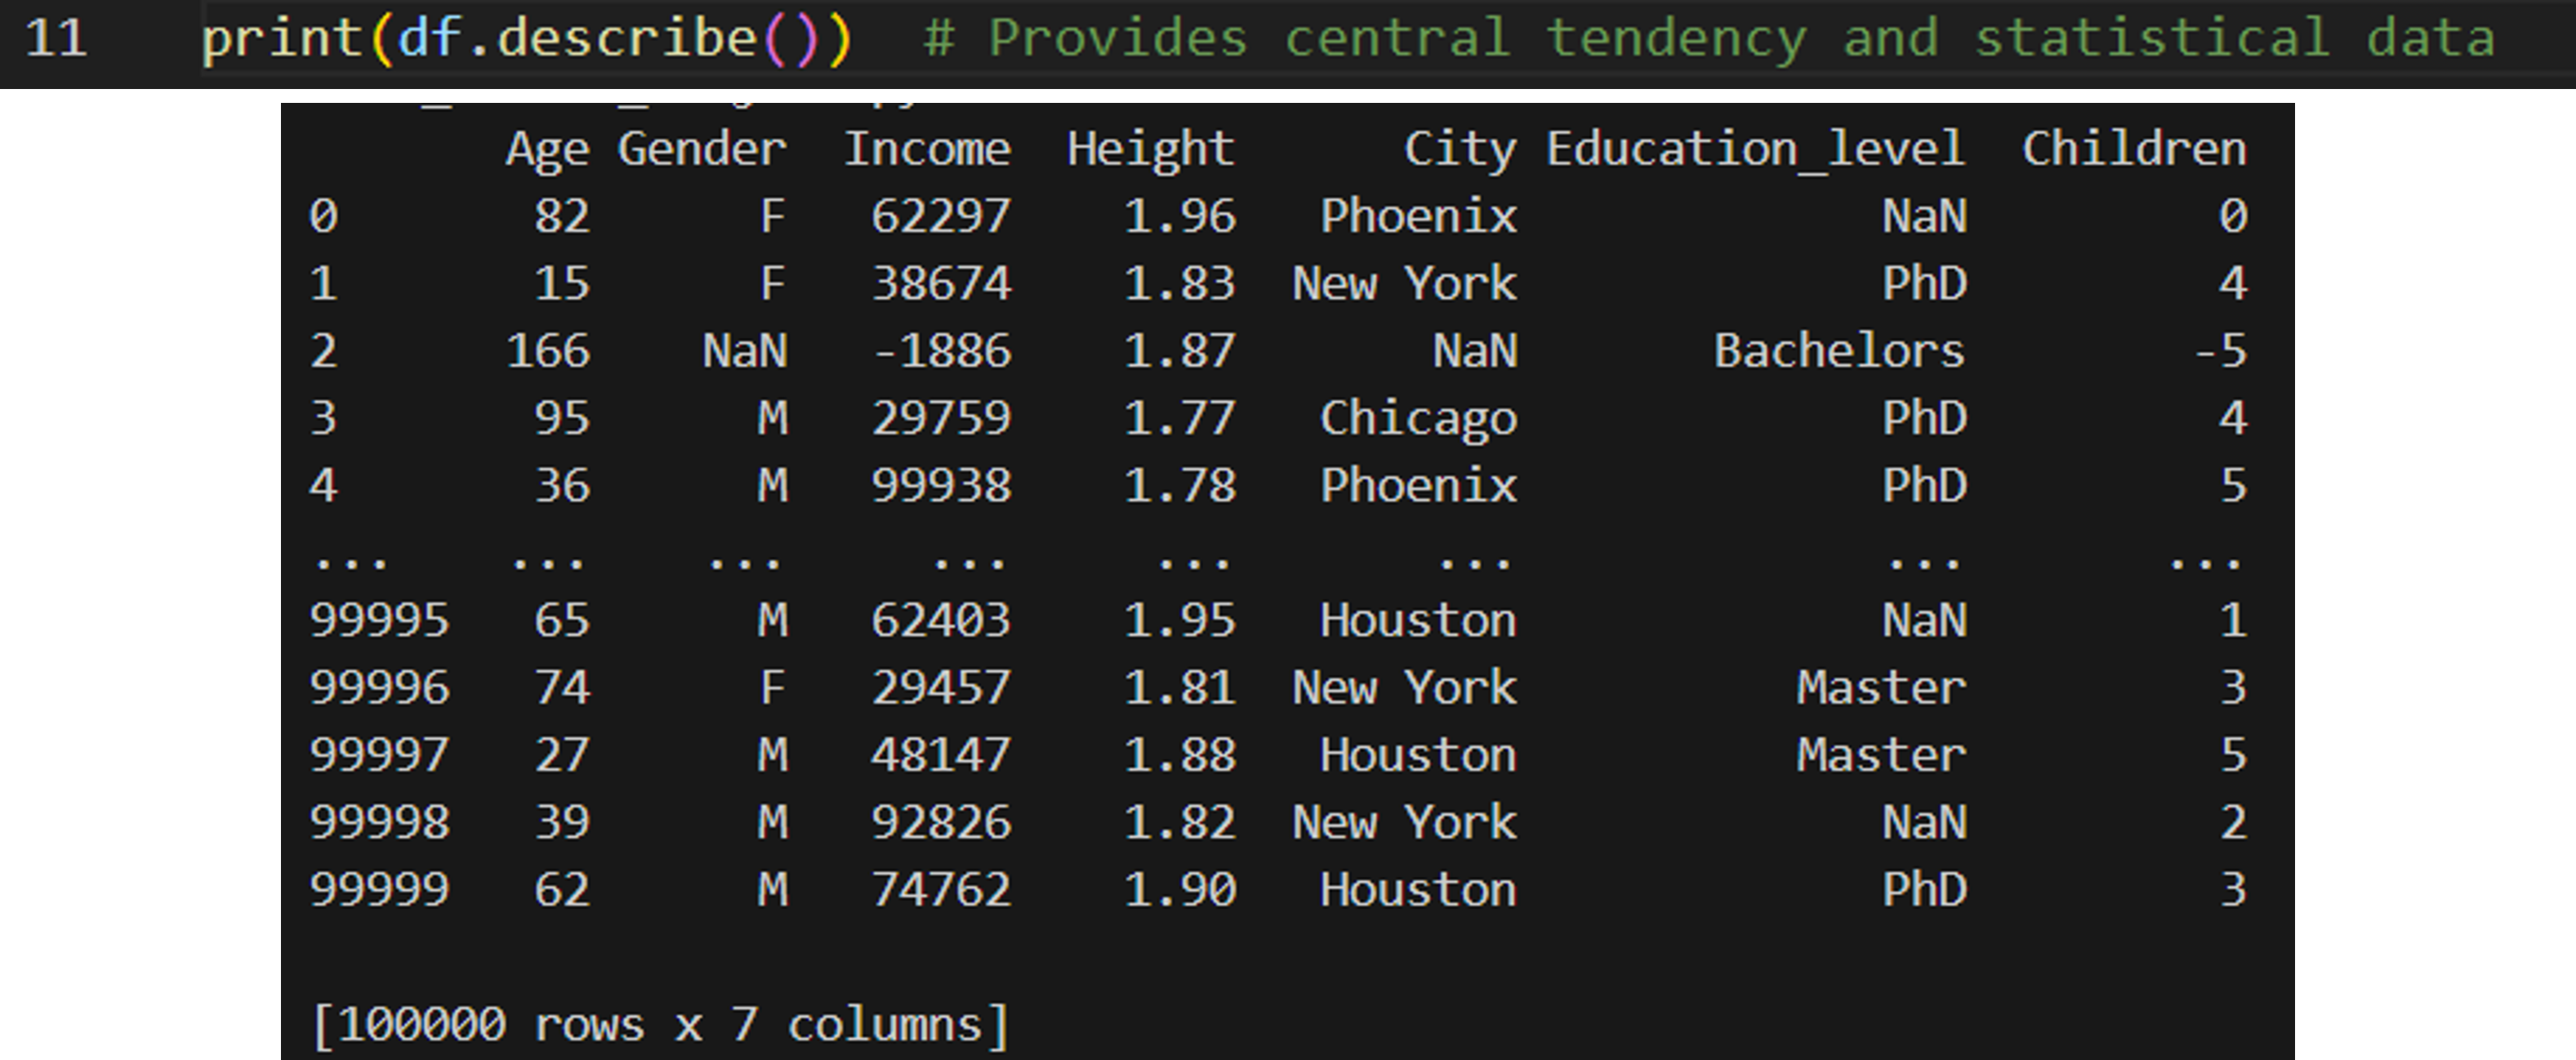 11 print(df.describe()) # Provides central tendency and statistical data
Age Gender Income Height City Education_level Children
0 82 F 62297 1.96 Phoenix NaN 0
1 15 F 38674 1.83 New York PhD 4
2 166 NaN -1886 1.87 NaN Bachelors -5
3 95 M 29759 1.77 Chicago PhD 4
4 36 M 99938 1.78 Phoenix PhD 5
... ... ... ... ... ... ... ...
99995 65 M 62403 1.95 Houston NaN 1
99996 74 F 29457 1.81 New York Master 3
99997 27 M 48147 1.88 Houston Master 5
99998 39 M 92826 1.82 New York NaN 2
99999 62 M 74762 1.90 Houston PhD 3
[100000 rows x 7 columns]